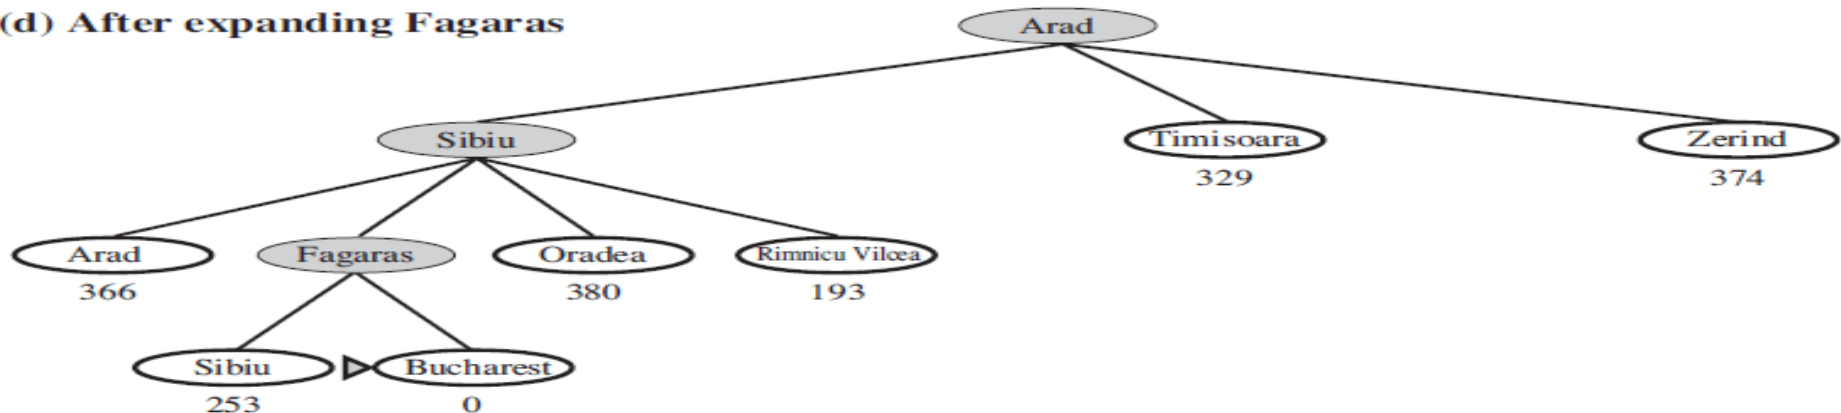 (d) After expanding Fagaras
Arad
Sibiu
Timisoara
Zerind
329
374
Arad
Fagaras
Oradea
Rimnicu Vilcea
366
380
193
Sibiu
Bucharest
253
0